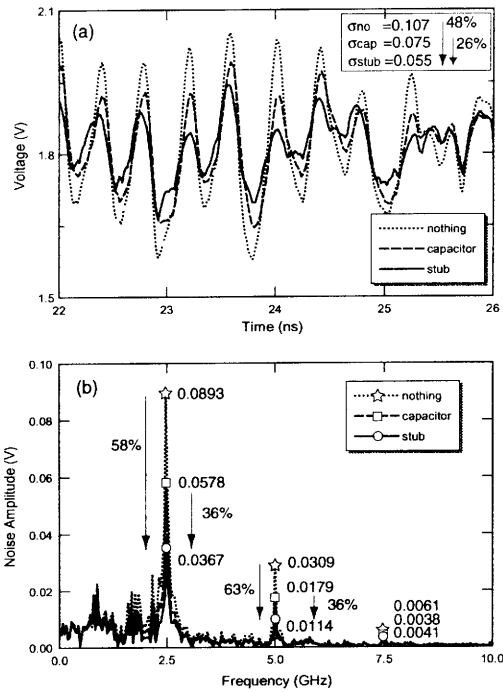 (a)
σno =0.107
48%
σcap =0.075
26%
σstub =0.055
2.1
1.8
1.5
Voltage (V)
nothing
capacitor
stub
22
23
24
25
26
Time (ns)
(b)
0.10
0.08
0.06
0.04
0.02
0
Noise Amplitude (V)
nothing
capacitor
stub
0.0893
58%
0.0578
36%
0.0367
0.0309
63%
0.0179
36%
0.0114
0.0061
0.0038
0.0041
0.0
2.5
5.0
7.5
10.0
Frequency (GHz)